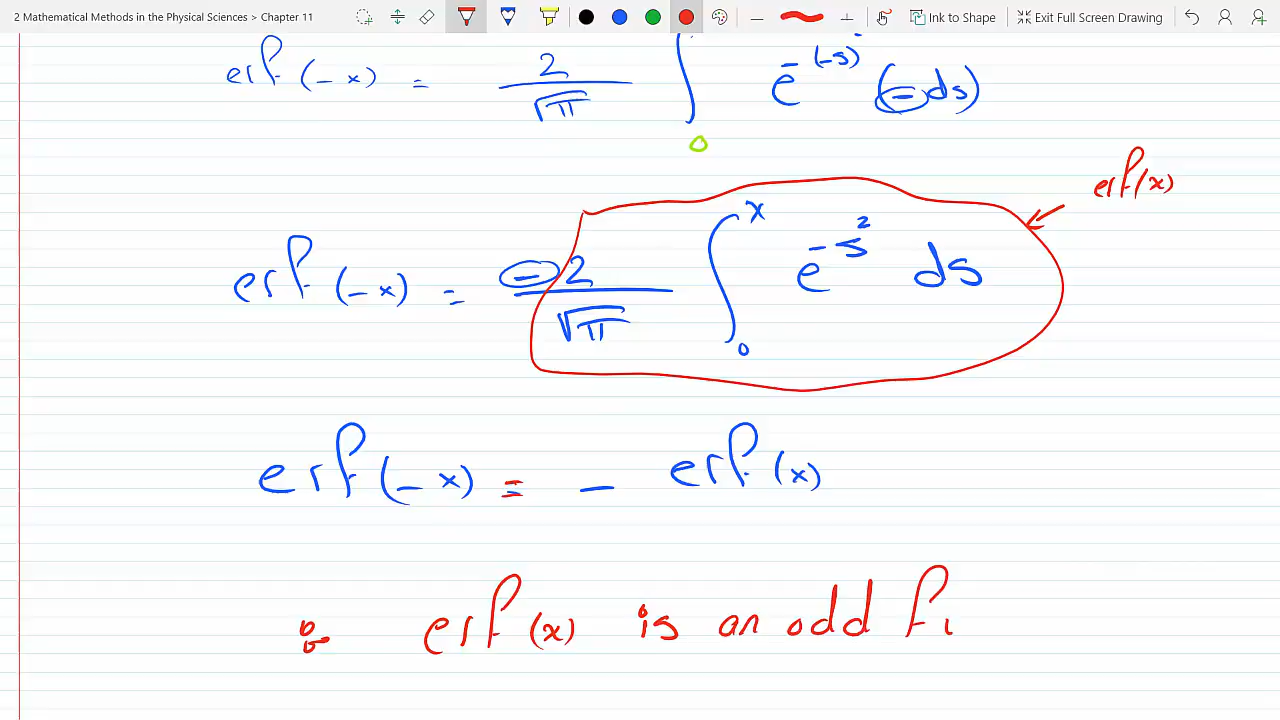 2 Mathematical Methods in the Physical Sciences > Chapter 11
Ink to Shape
Exit Full Screen Drawing
erf(-x) = 2/√π ∫₀ e^-(-s)² (-ds)
erf(x)
erf(-x) = -2/√π ∫₀ˣ e^-s² ds
erf(-x) = - erf(x)
erf(x) is an odd f